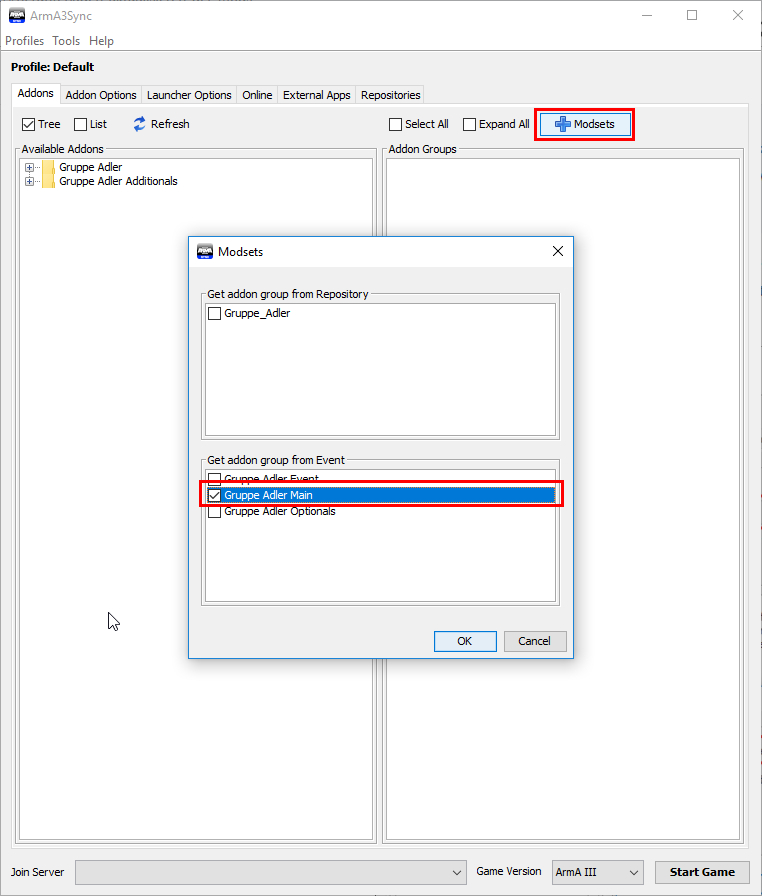 ArmA3Sync
Profiles Tools Help
Profile: Default
Addons Addon Options Launcher Options Online External Apps Repositories
Tree List Refresh Select All Expand All Modsets
Available Addons Addon Groups
Gruppe Adler
Gruppe Adler Additionals
Modsets
Get addon group from Repository
Gruppe_Adler
Get addon group from Event
Gruppe Adler Event
Gruppe Adler Main
Gruppe Adler Optionals
OK Cancel
Join Server Game Version ArmA III Start Game